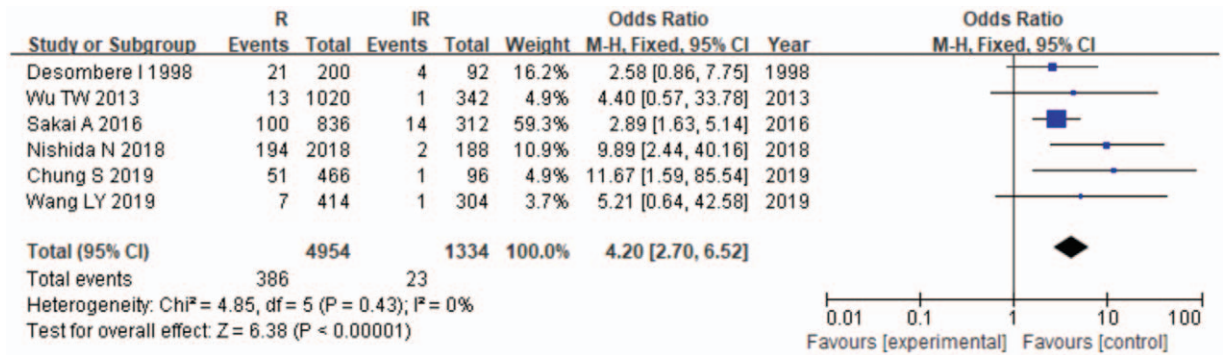 R IR Odds Ratio Odds Ratio
Study or Subgroup Events Total Events Total Weight M-H, Fixed, 95% CI Year M-H, Fixed, 95% CI
Desombere I 1998 21 200 4 92 16.2% 2.58 [0.86, 7.75] 1998
Wu TW 2013 13 1020 1 342 4.9% 4.40 [0.57, 33.78] 2013
Sakai A 2016 100 836 14 312 59.3% 2.89 [1.63, 5.14] 2016
Nishida N 2018 194 2018 2 188 10.9% 9.89 [2.44, 40.16] 2018
Chung S 2019 51 466 1 96 4.9% 11.67 [1.59, 85.54] 2019
Wang LY 2019 7 414 1 304 3.7% 5.21 [0.64, 42.58] 2019
Total (95% CI) 4954 1334 100.0% 4.20 [2.70, 6.52]
Total events 386 23
Heterogeneity: Chi² = 4.85, df = 5 (P = 0.43); I² = 0%
Test for overall effect: Z = 6.38 (P < 0.00001)
0.01 0.1 1 10 100
Favours [experimental] Favours [control]